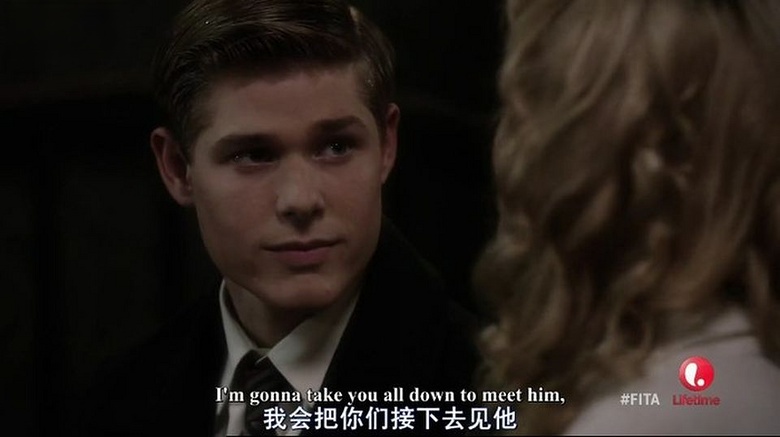 I'm gonna take you all down to meet him,
我会把你们接下去见他
#FITA
Lifetime